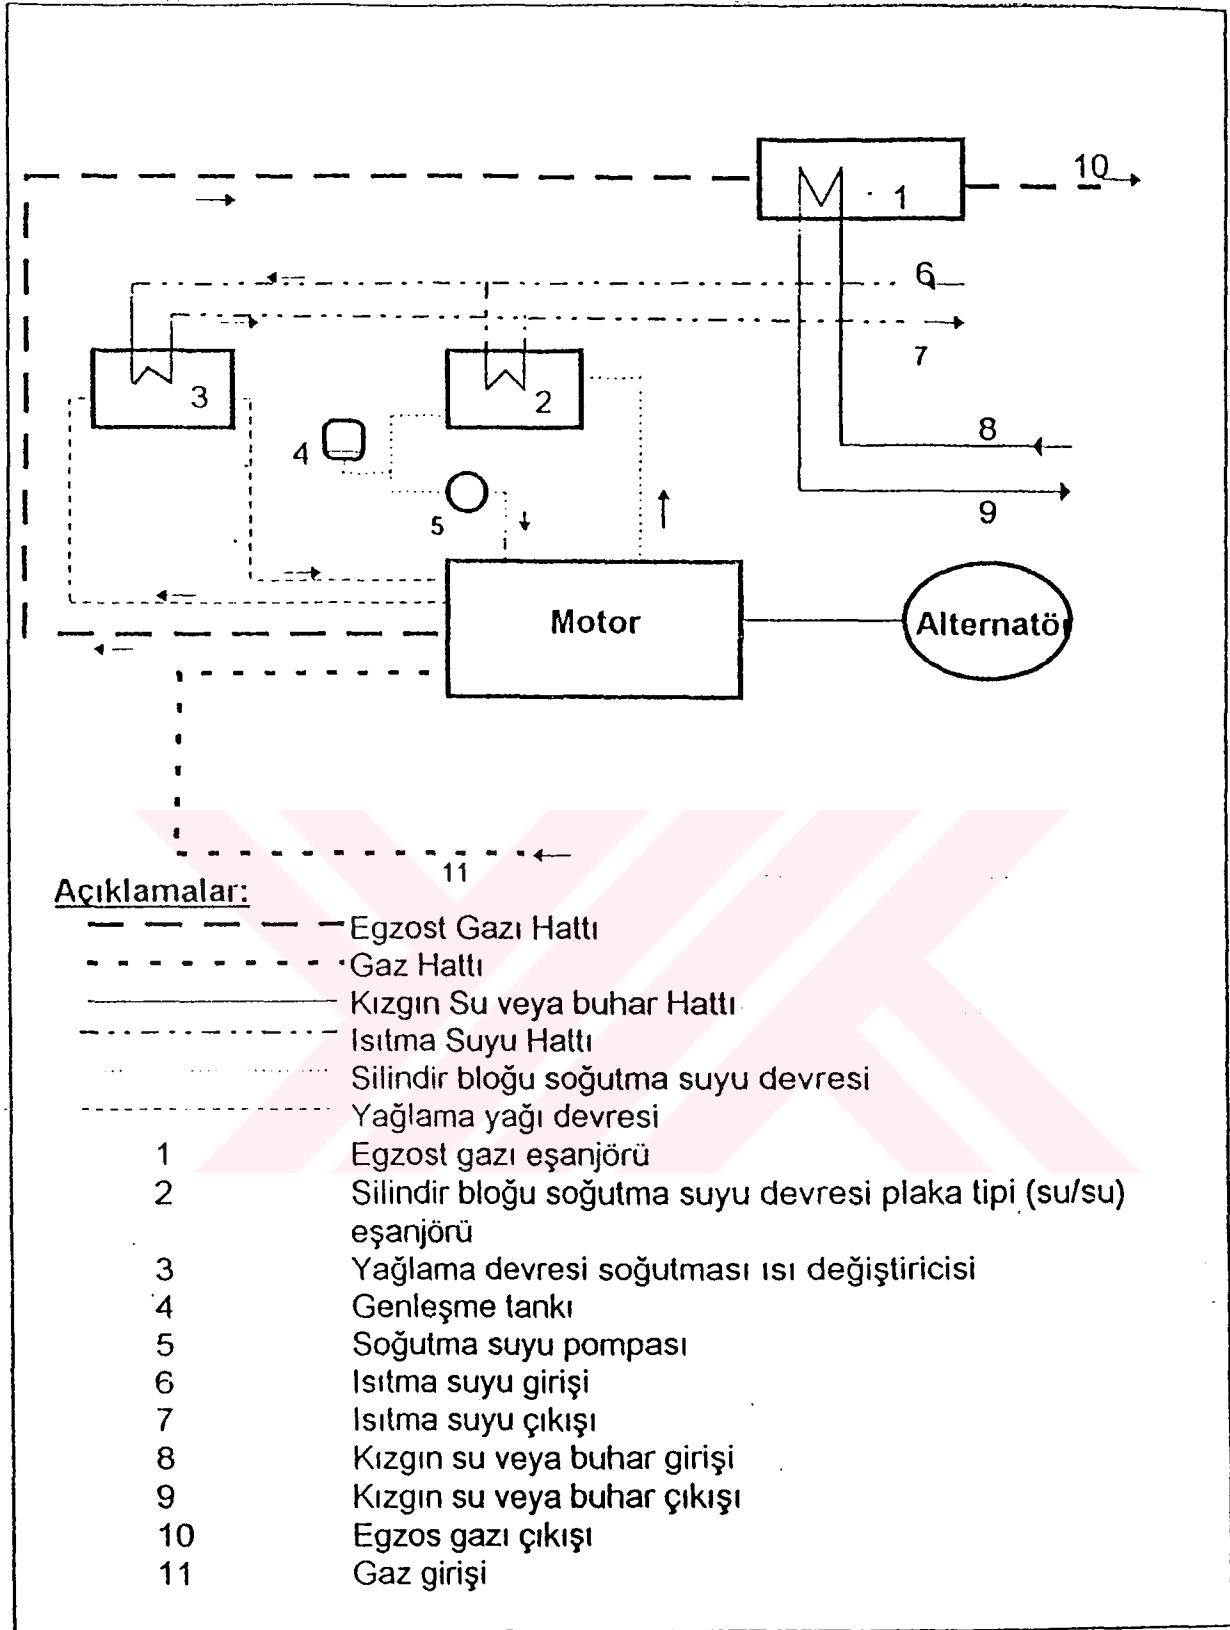 10
1
6
7
3
2
4
8
5
9
Motor
Alternatör
11
Açıklamalar:
Egzost Gazı Hattı
Gaz Hattı
Kızgın Su veya buhar Hattı
Isıtma Suyu Hattı
Silindir bloğu soğutma suyu devresi
Yağlama yağı devresi
1 Egzost gazı eşanjörü
2 Silindir bloğu soğutma suyu devresi plaka tipi (su/su)
eşanjörü
3 Yağlama devresi soğutması ısı değiştiricisi
4 Genleşme tankı
5 Soğutma suyu pompası
6 Isıtma suyu girişi
7 Isıtma suyu çıkışı
8 Kızgın su veya buhar girişi
9 Kızgın su veya buhar çıkışı
10 Egzos gazı çıkışı
11 Gaz girişi